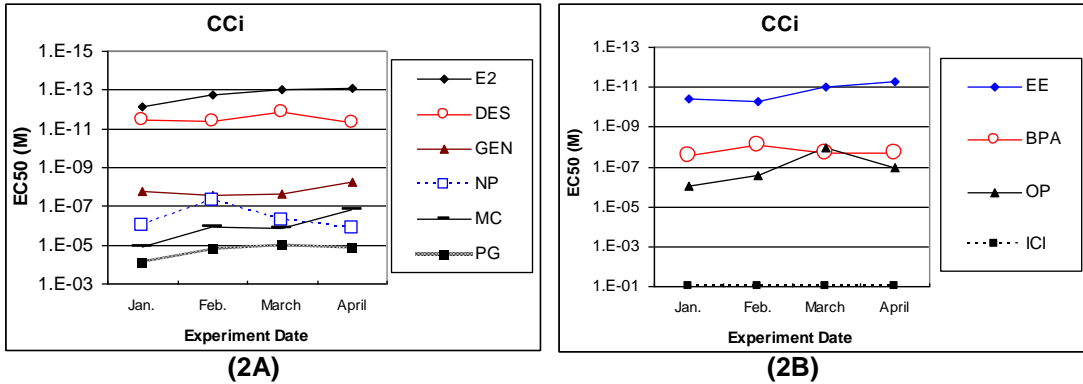 CCi
1.E-15
1.E-13
1.E-11
1.E-09
1.E-07
1.E-05
1.E-03
EC50 (M)
Jan. Feb. March April
Experiment Date
E2
DES
GEN
NP
MC
PG
(2A)
CCi
1.E-13
1.E-11
1.E-09
1.E-07
1.E-05
1.E-03
1.E-01
EC50 (M)
Jan. Feb. March April
Experiment Date
EE
BPA
OP
ICI
(2B)